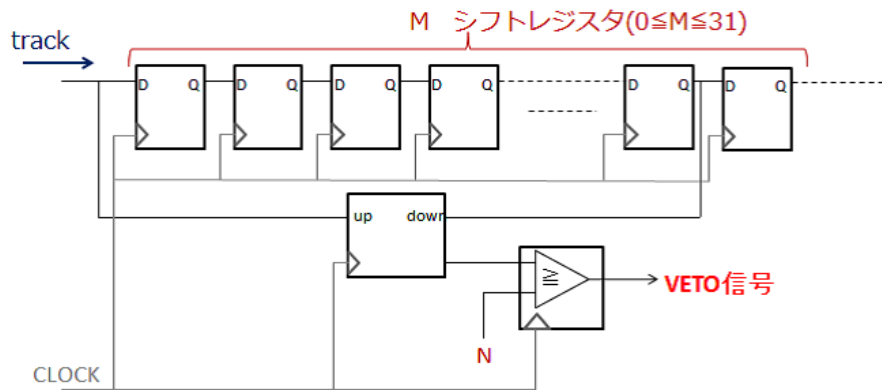 M シフトレジスタ(0≦M≦31)
track
D Q D Q D Q D Q D Q D Q
up down
≧
VETO信号
N
CLOCK